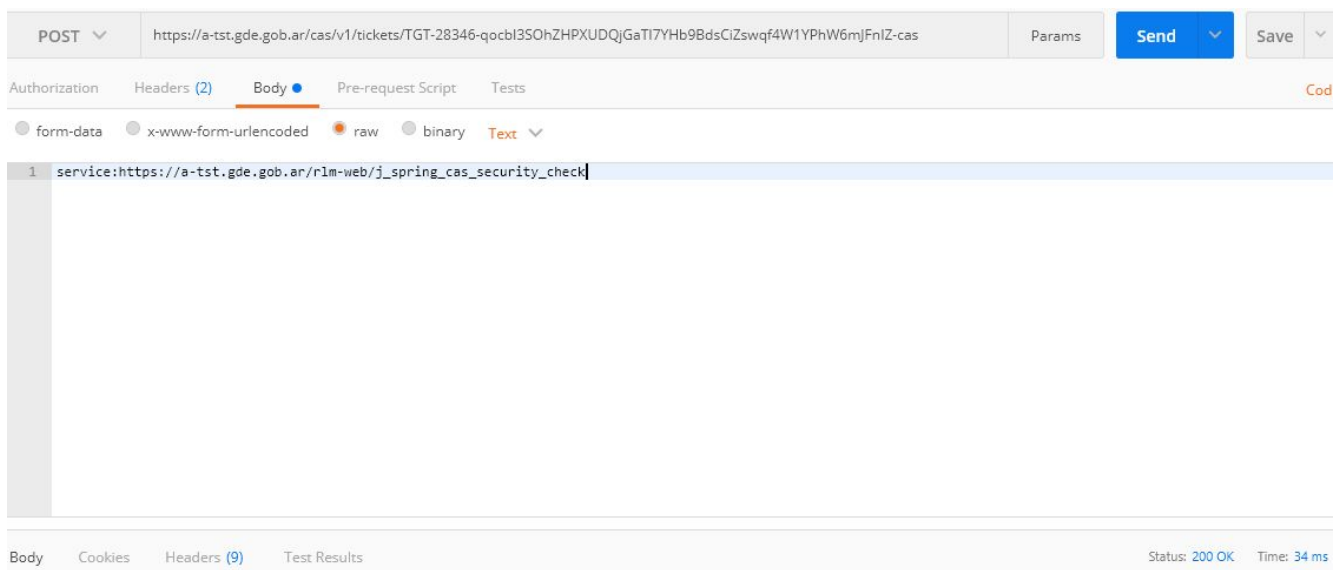 POST https://a-tst.gde.gob.ar/cas/v1/tickets/TGT-28346-qocbI3SOhZHPXUDQjGaTI7YHb9BdsCiZswqf4W1YPhW6mJFnIZ-cas Params Send Save
Authorization Headers (2) Body Pre-request Script Tests Cod
form-data x-www-form-urlencoded raw binary Text
1 service:https://a-tst.gde.gob.ar/rlm-web/j_spring_cas_security_check
Body Cookies Headers (9) Test Results Status: 200 OK Time: 34 ms